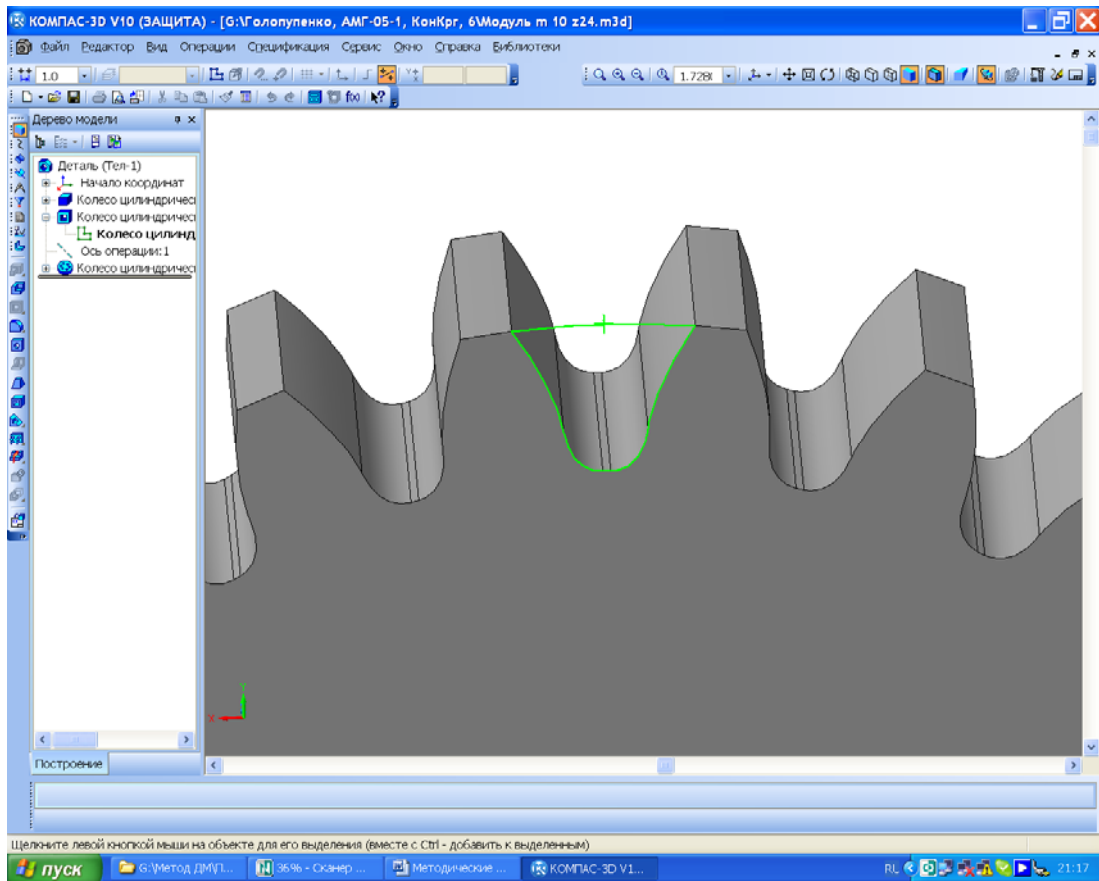 КОМПАС-3D V10 (ЗАЩИТА) - [G:\Голопупенко, АМГ-05-1, КонКрг, 6\Модуль m 10 z24.m3d]
Файл Редактор Вид Операции Спецификация Сервис Окно Справка Библиотеки
1.0 1.728
f(x)
Дерево модели
Деталь (Тел-1)
Начало координат
Колесо цилиндричес
Колесо цилиндричес
Колесо цилинд
Ось операции:1
Колесо цилиндричес
Y
X
Построение
Щелкните левой кнопкой мыши на объекте для его выделения (вместе с Ctrl - добавить к выделенным)
пуск G:\Метод ДМ\П... 36% - Сканер ... Методические ... КОМПАС-3D V1... RL 21:17